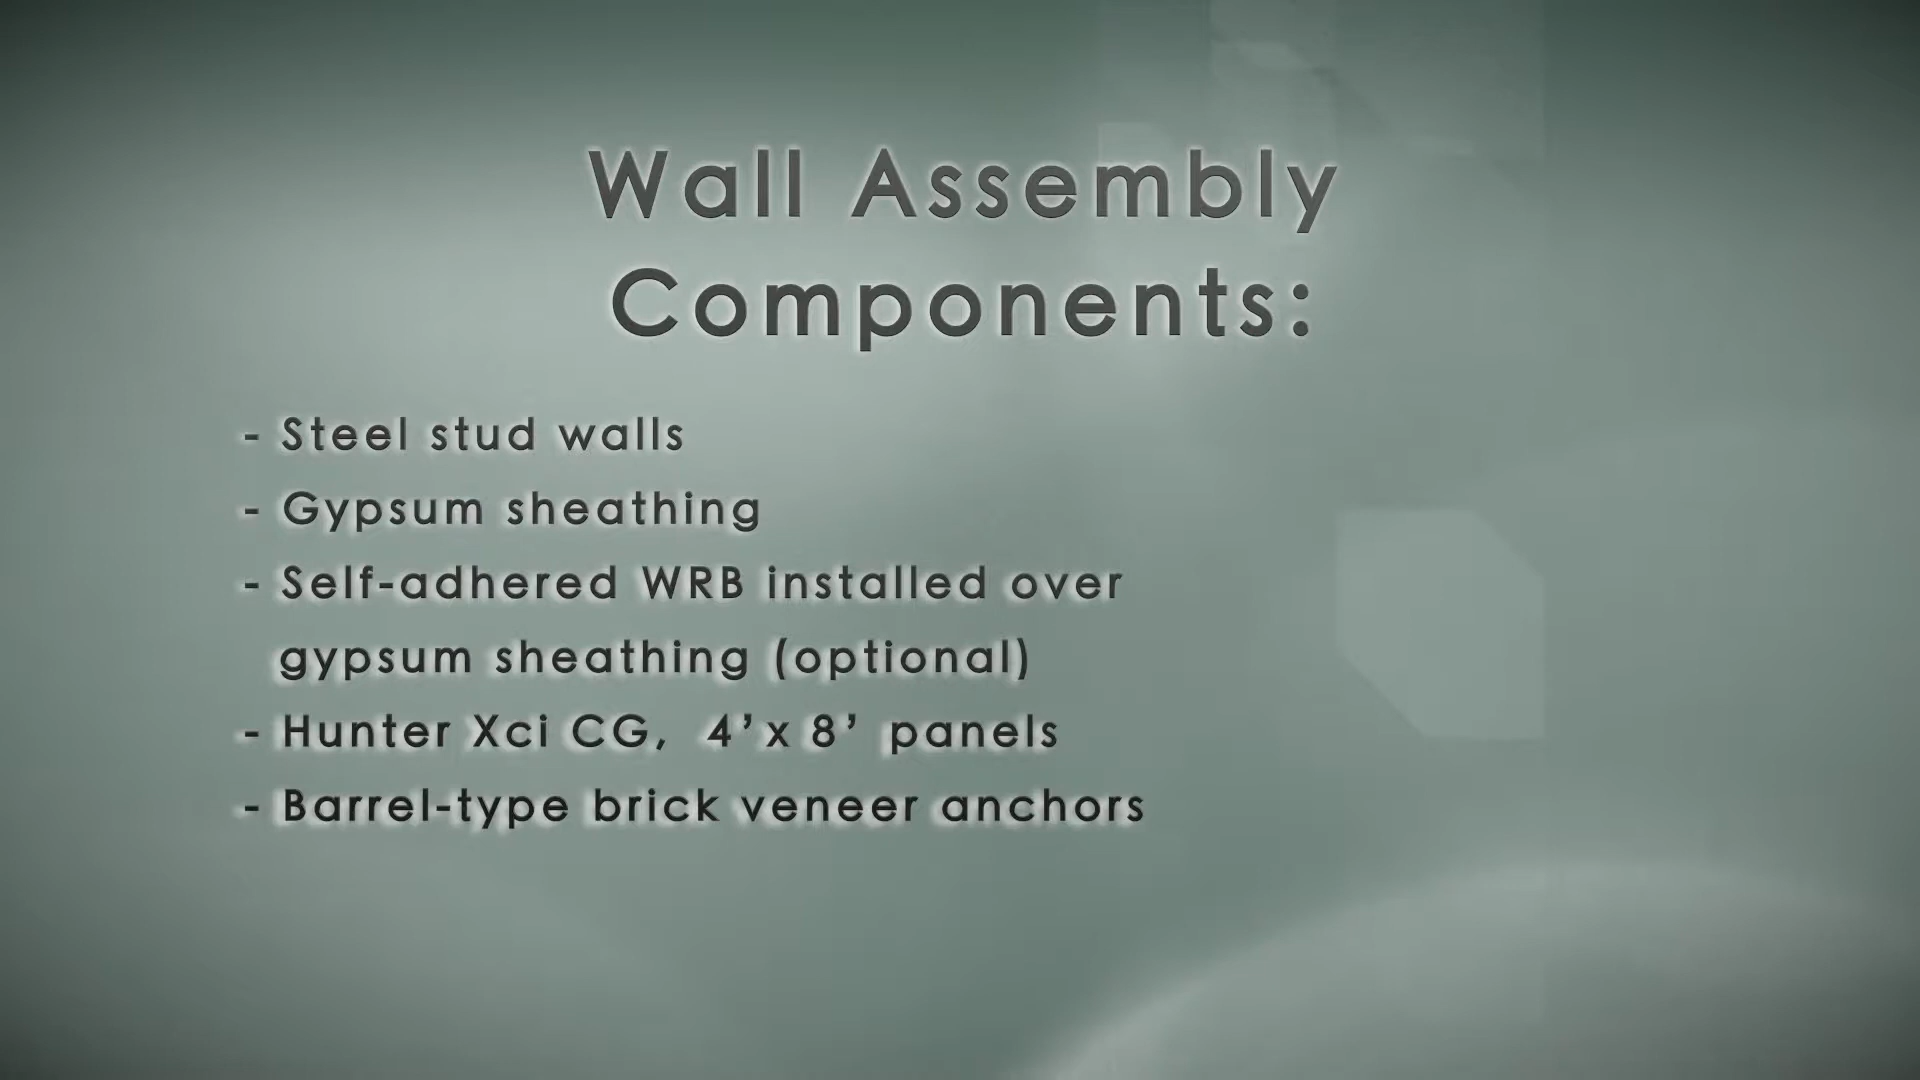 Wall Assembly
Components:
- Steel stud walls
- Gypsum sheathing
- Self-adhered WRB installed over
gypsum sheathing (optional)
- Hunter Xci CG, 4’x 8’ panels
- Barrel-type brick veneer anchors